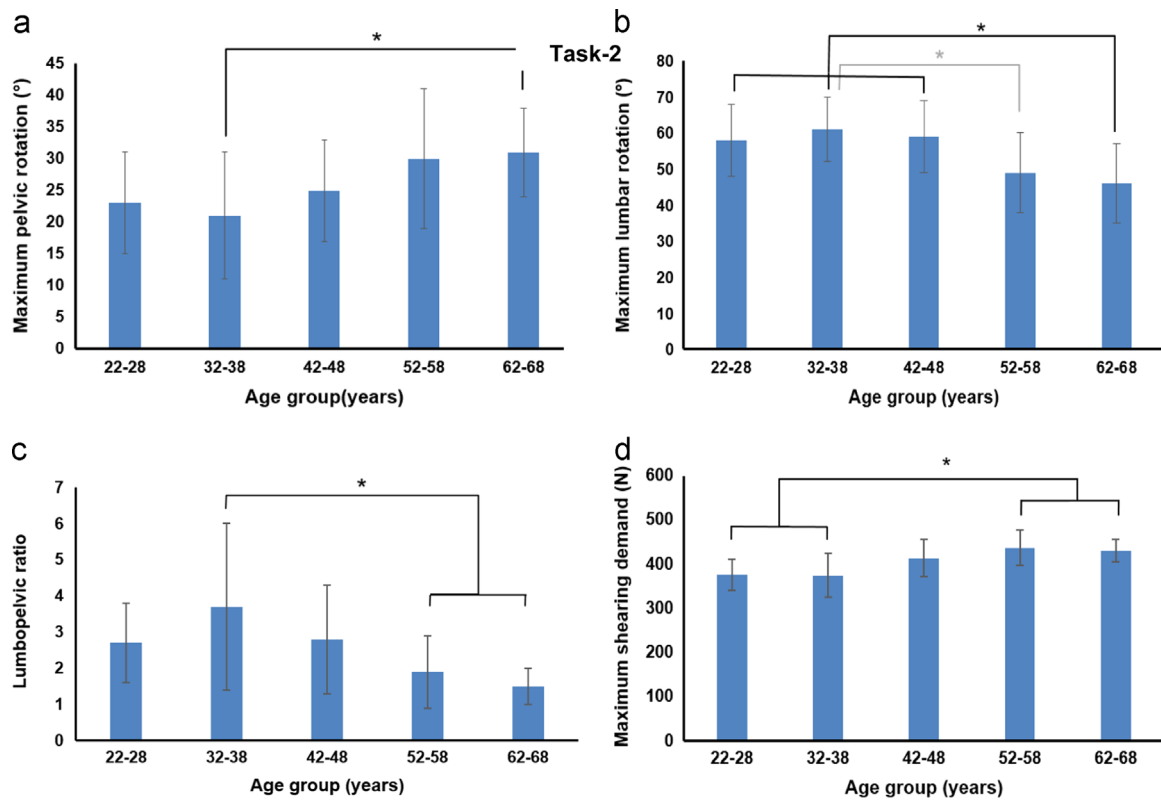 a
*
Task-2
Maximum pelvic rotation (°)
45
40
35
30
25
20
15
10
5
0
22-28 32-38 42-48 52-58 62-68
Age group(years)
b
*
*
Maximum lumbar rotation (°)
80
70
60
50
40
30
20
10
0
22-28 32-38 42-48 52-58 62-68
Age group (years)
c
*
Lumbopelvic ratio
7
6
5
4
3
2
1
0
22-28 32-38 42-48 52-58 62-68
Age group (years)
d
*
Maximum shearing demand (N)
600
500
400
300
200
100
0
22-28 32-38 42-48 52-58 62-68
Age group (years)